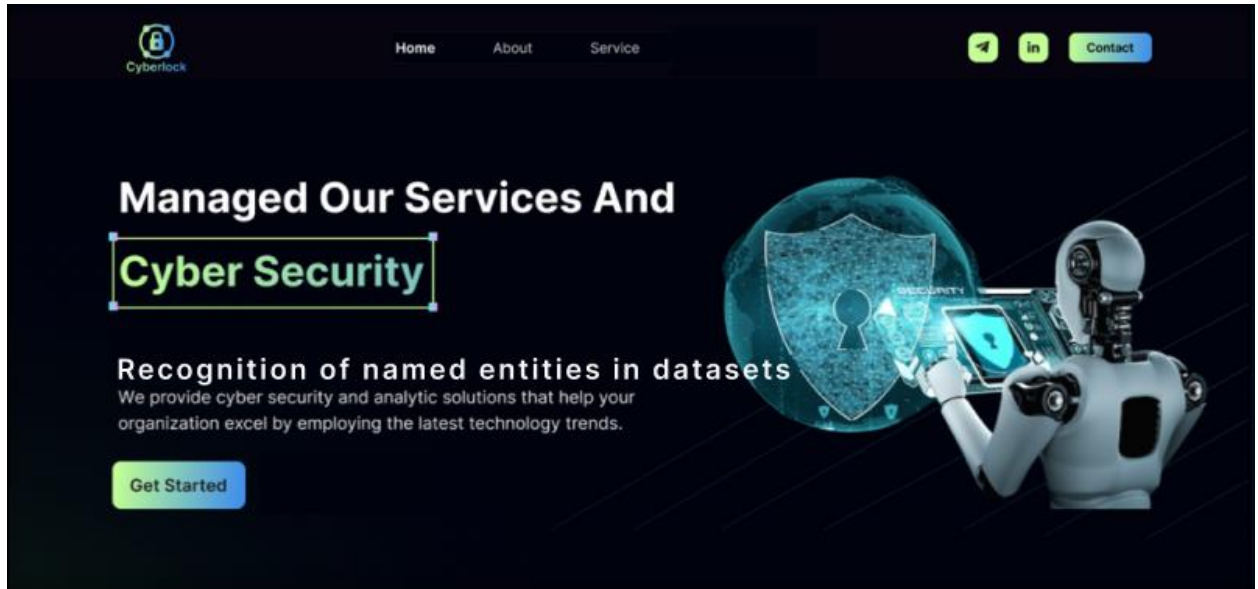 Cyberlock
Home About Service
in Contact
Managed Our Services And
Cyber Security
SECURITY
Recognition of named entities in datasets
We provide cyber security and analytic solutions that help your
organization excel by employing the latest technology trends.
Get Started